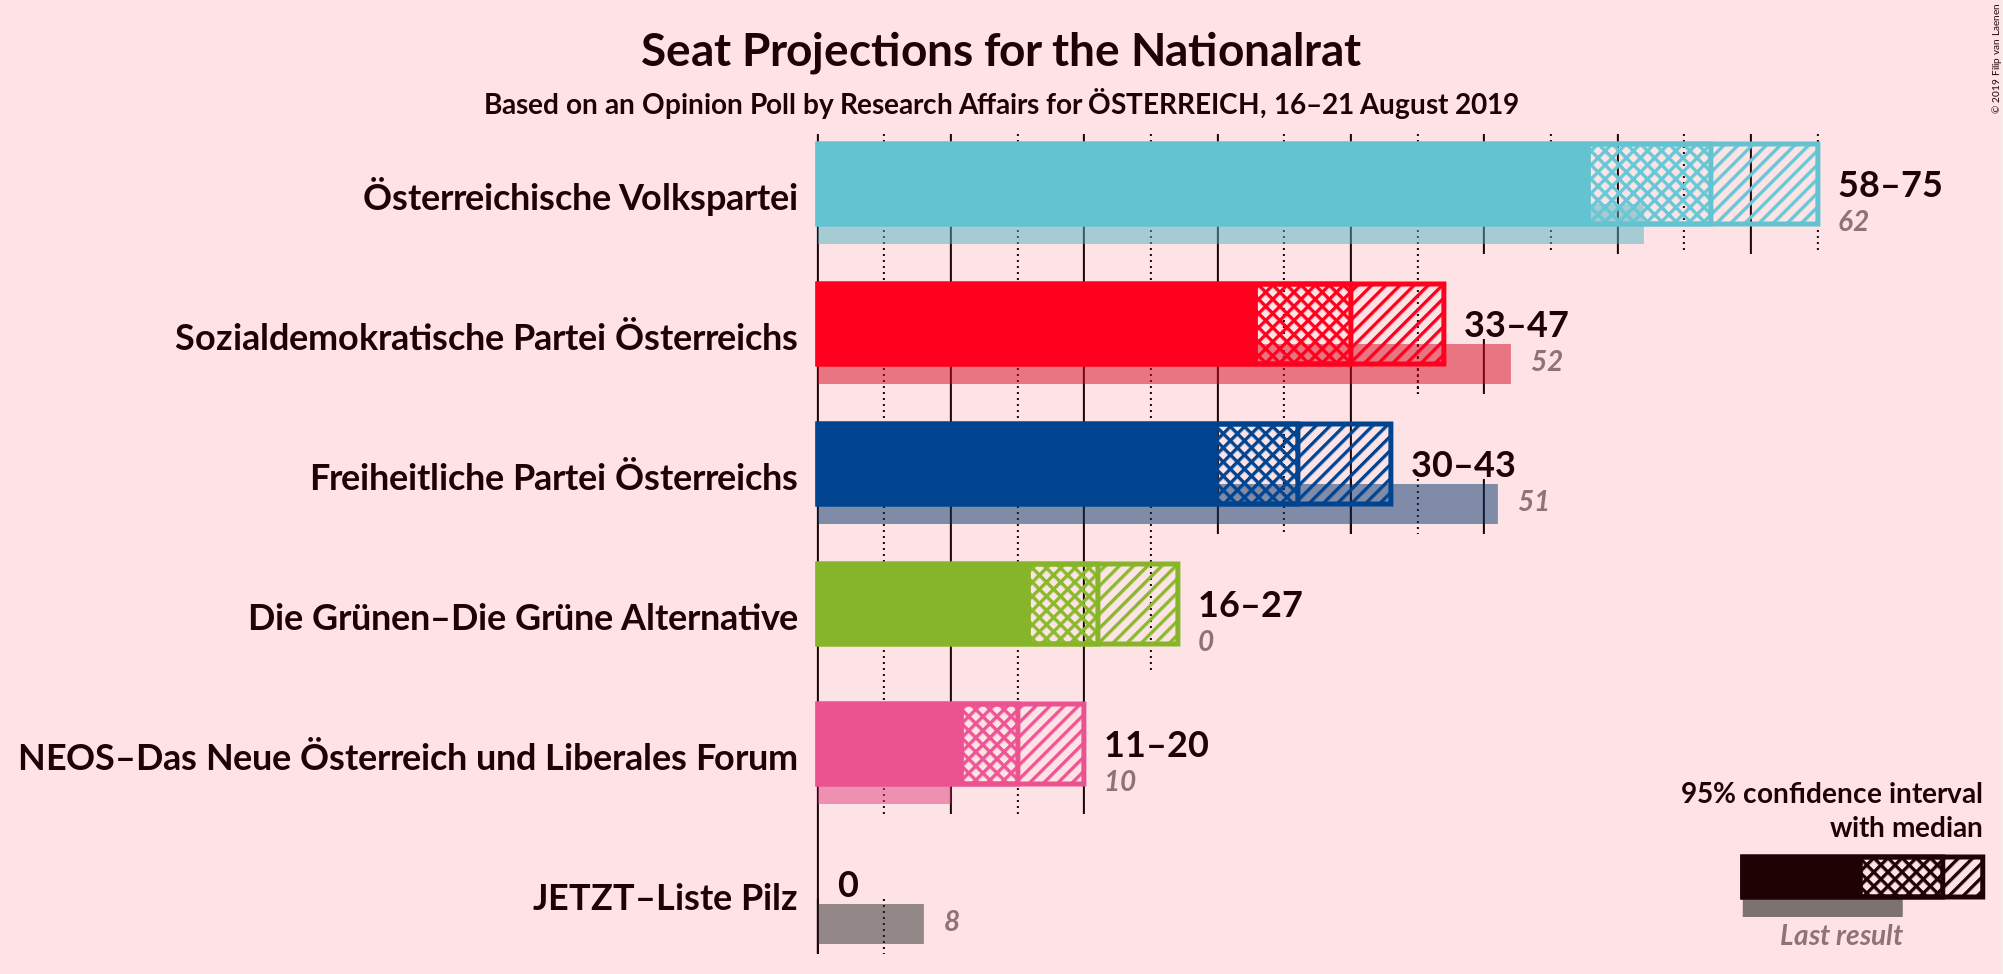 Seat Projections for the Nationalrat
Based on an Opinion Poll by Research Affairs for ÖSTERREICH, 16–21 August 2019
© 2019 Filip van Laenen
Österreichische Volkspartei
58–75
62
Sozialdemokratische Partei Österreichs
33–47
52
Freiheitliche Partei Österreichs
30–43
51
Die Grünen–Die Grüne Alternative
16–27
0
NEOS–Das Neue Österreich und Liberales Forum
11–20
10
JETZT–Liste Pilz
0
8
95% confidence interval
with median
Last result